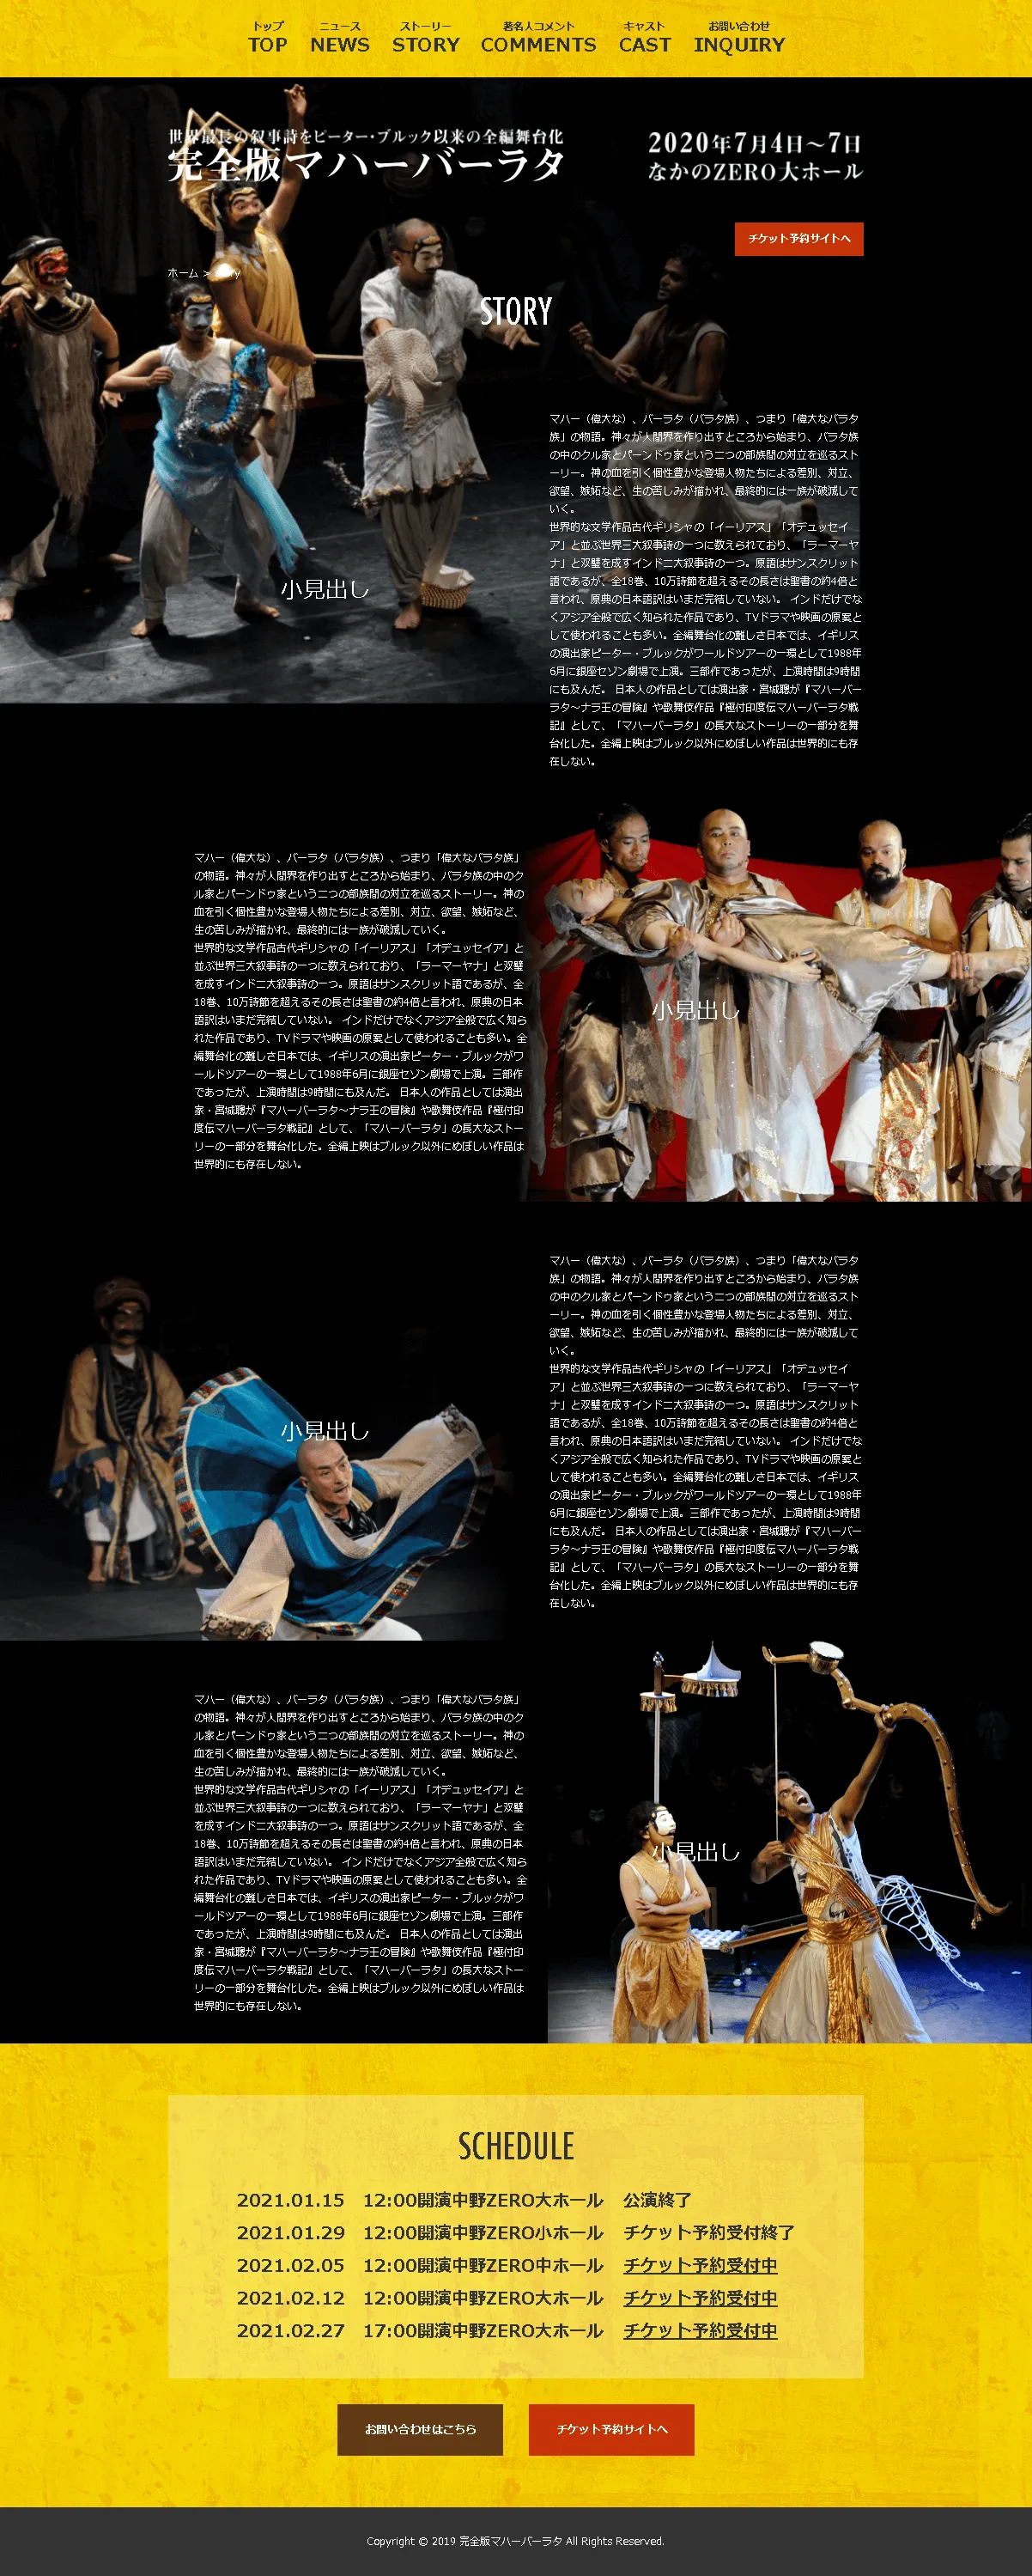 トップ
TOP
ニュース
NEWS
ストーリー
STORY
著名人コメント
COMMENTS
キャスト
CAST
お問い合わせ
INQUIRY
世界最長の叙事詩をピーター・ブルック以来の全編舞台化
完全版マハーバーラタ
2020年7月4日〜7日
なかのZERO大ホール
チケット予約サイトへ
ホーム > Story
STORY
小見出し
マハー（偉大な）、バーラタ（バラタ族）、つまり「偉大なバラタ
族」の物語。神々が人間界を作り出すところから始まり、バラタ族
の中のクル家とパーンドゥ家という二つの部族間の対立を巡るスト
ーリー。神の血を引く個性豊かな登場人物たちによる差別、対立、
欲望、嫉妬など、生の苦しみが描かれ、最終的には一族が破滅して
いく。
世界的な文学作品古代ギリシャの「イーリアス」「オデュッセイ
ア」と並ぶ世界三大叙事詩の一つに数えられており、「ラーマーヤ
ナ」と双璧を成すインド二大叙事詩の一つ。原語はサンスクリット
語であるが、全18巻、10万詩節を超えるその長さは聖書の約4倍と
言われ、原典の日本語訳はいまだ完結していない。 インドだけでな
くアジア全般で広く知られた作品であり、TVドラマや映画の原案と
して使われることも多い。全編舞台化の難しさ日本では、イギリス
の演出家ピーター・ブルックがワールドツアーの一環として1988年
6月に銀座セゾン劇場で上演。三部作であったが、上演時間は9時間
にも及んだ。 日本人の作品としては演出家・宮城聰が『マハーバー
ラタ〜ナラ王の冒険』や歌舞伎作品『極付印度伝マハーバーラタ戦
記』として、「マハーバーラタ」の長大なストーリーの一部分を舞
台化した。全編上映はブルック以外にめぼしい作品は世界的にも存
在しない。
マハー（偉大な）、バーラタ（バラタ族）、つまり「偉大なバラタ族」
の物語。神々が人間界を作り出すところから始まり、バラタ族の中のク
ル家とパーンドゥ家という二つの部族間の対立を巡るストーリー。神の
血を引く個性豊かな登場人物たちによる差別、対立、欲望、嫉妬など、
生の苦しみが描かれ、最終的には一族が破滅していく。
世界的な文学作品古代ギリシャの「イーリアス」「オデュッセイア」と
並ぶ世界三大叙事詩の一つに数えられており、「ラーマーヤナ」と双璧
を成すインド二大叙事詩の一つ。原語はサンスクリット語であるが、全
18巻、10万詩節を超えるその長さは聖書の約4倍と言われ、原典の日本
語訳はいまだ完結していない。 インドだけでなくアジア全般で広く知ら
れた作品であり、TVドラマや映画の原案として使われることも多い。全
編舞台化の難しさ日本では、イギリスの演出家ピーター・ブルックがワ
ールドツアーの一環として1988年6月に銀座セゾン劇場で上演。三部作
であったが、上演時間は9時間にも及んだ。 日本人の作品としては演出
家・宮城聰が『マハーバーラタ〜ナラ王の冒険』や歌舞伎作品『極付印
度伝マハーバーラタ戦記』として、「マハーバーラタ」の長大なストー
リーの一部分を舞台化した。全編上映はブルック以外にめぼしい作品は
世界的にも存在しない。
小見出し
小見出し
マハー（偉大な）、バーラタ（バラタ族）、つまり「偉大なバラタ
族」の物語。神々が人間界を作り出すところから始まり、バラタ族
の中のクル家とパーンドゥ家という二つの部族間の対立を巡るスト
ーリー。神の血を引く個性豊かな登場人物たちによる差別、対立、
欲望、嫉妬など、生の苦しみが描かれ、最終的には一族が破滅して
いく。
世界的な文学作品古代ギリシャの「イーリアス」「オデュッセイ
ア」と並ぶ世界三大叙事詩の一つに数えられており、「ラーマーヤ
ナ」と双璧を成すインド二大叙事詩の一つ。原語はサンスクリット
語であるが、全18巻、10万詩節を超えるその長さは聖書の約4倍と
言われ、原典の日本語訳はいまだ完結していない。 インドだけでな
くアジア全般で広く知られた作品であり、TVドラマや映画の原案と
して使われることも多い。全編舞台化の難しさ日本では、イギリス
の演出家ピーター・ブルックがワールドツアーの一環として1988年
6月に銀座セゾン劇場で上演。三部作であったが、上演時間は9時間
にも及んだ。 日本人の作品としては演出家・宮城聰が『マハーバー
ラタ〜ナラ王の冒険』や歌舞伎作品『極付印度伝マハーバーラタ戦
記』として、「マハーバーラタ」の長大なストーリーの一部分を舞
台化した。全編上映はブルック以外にめぼしい作品は世界的にも存
在しない。
マハー（偉大な）、バーラタ（バラタ族）、つまり「偉大なバラタ族」
の物語。神々が人間界を作り出すところから始まり、バラタ族の中のク
ル家とパーンドゥ家という二つの部族間の対立を巡るストーリー。神の
血を引く個性豊かな登場人物たちによる差別、対立、欲望、嫉妬など、
生の苦しみが描かれ、最終的には一族が破滅していく。
世界的な文学作品古代ギリシャの「イーリアス」「オデュッセイア」と
並ぶ世界三大叙事詩の一つに数えられており、「ラーマーヤナ」と双璧
を成すインド二大叙事詩の一つ。原語はサンスクリット語であるが、全
18巻、10万詩節を超えるその長さは聖書の約4倍と言われ、原典の日本
語訳はいまだ完結していない。 インドだけでなくアジア全般で広く知ら
れた作品であり、TVドラマや映画の原案として使われることも多い。全
編舞台化の難しさ日本では、イギリスの演出家ピーター・ブルックがワ
ールドツアーの一環として1988年6月に銀座セゾン劇場で上演。三部作
であったが、上演時間は9時間にも及んだ。 日本人の作品としては演出
家・宮城聰が『マハーバーラタ〜ナラ王の冒険』や歌舞伎作品『極付印
度伝マハーバーラタ戦記』として、「マハーバーラタ」の長大なストー
リーの一部分を舞台化した。全編上映はブルック以外にめぼしい作品は
世界的にも存在しない。
小見出し
SCHEDULE
2021.01.15 12:00開演中野ZERO大ホール 公演終了
2021.01.29 12:00開演中野ZERO小ホール チケット予約受付終了
2021.02.05 12:00開演中野ZERO中ホール チケット予約受付中
2021.02.12 12:00開演中野ZERO大ホール チケット予約受付中
2021.02.27 17:00開演中野ZERO大ホール チケット予約受付中
お問い合わせはこちら
チケット予約サイトへ
Copyright © 2019 完全版マハーバーラタ All Rights Reserved.